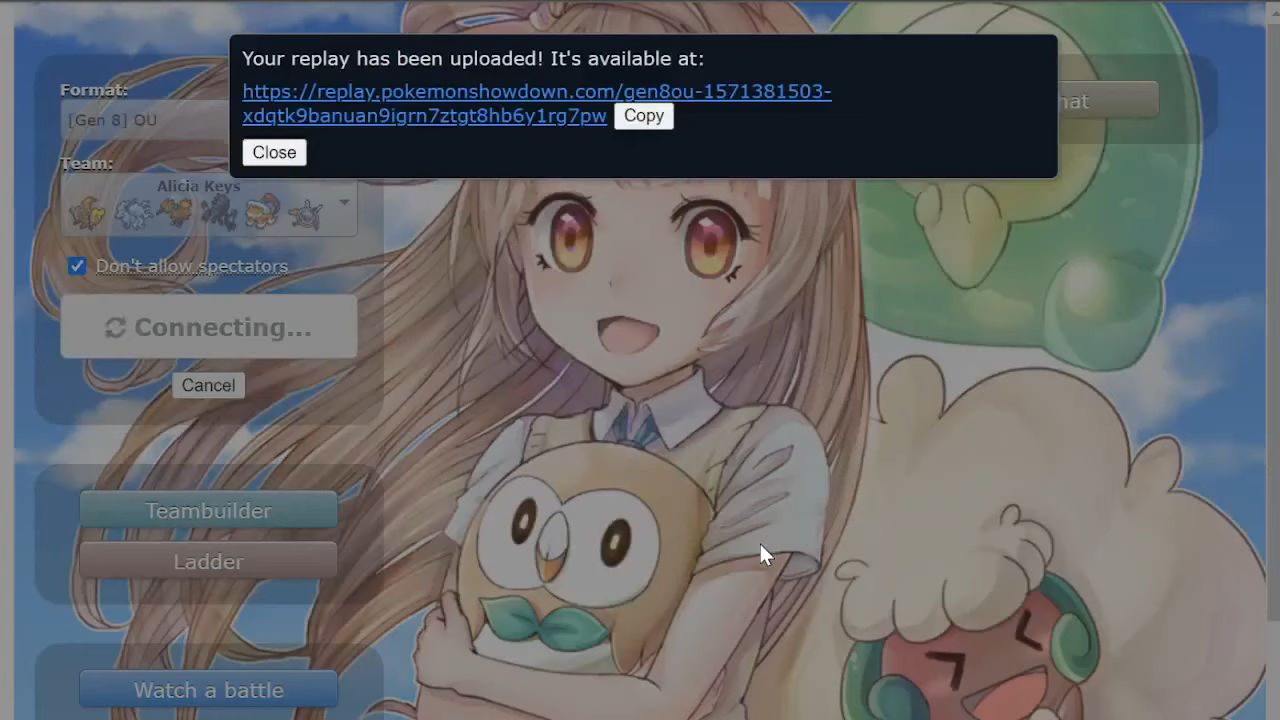 Your replay has been uploaded! It's available at:
https://replay.pokemonshowdown.com/gen8ou-1571381503-
xdqtk9banuan9igrn7ztgt8hb6y1rg7pw Copy
Close
Format:
[Gen 8] OU
Team:
Alicia Keys
Don't allow spectators
Connecting...
Cancel
Teambuilder
Ladder
Watch a battle